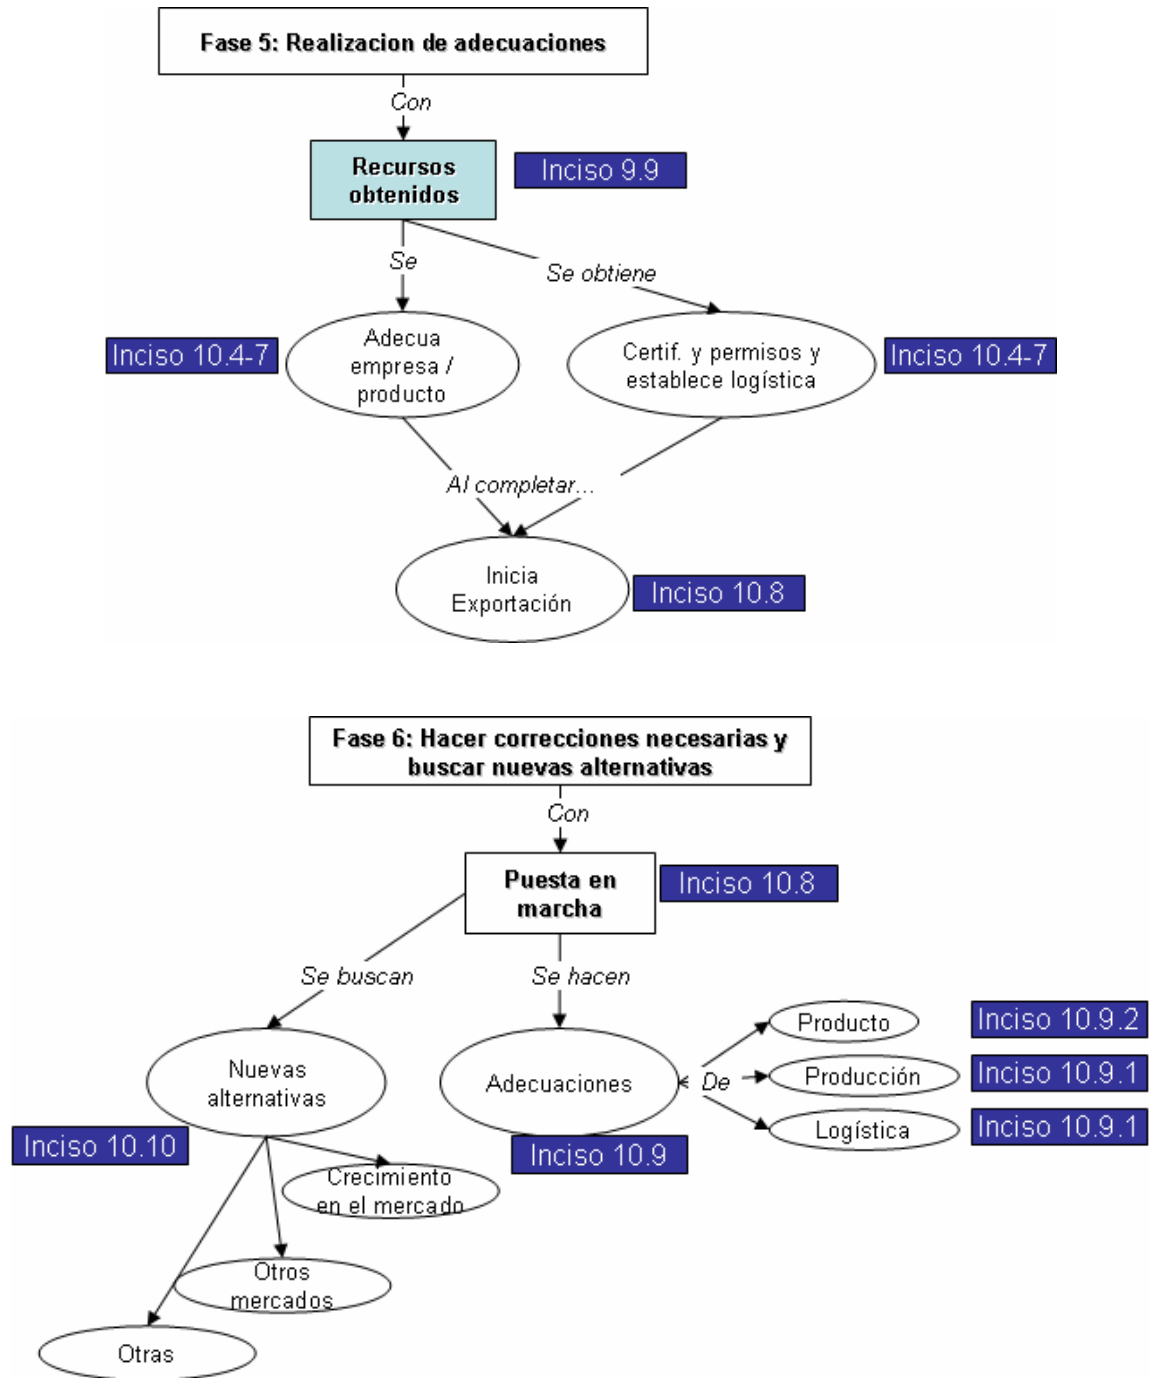 Fase 5: Realizacion de adecuaciones
Con
Recursos
obtenidos
Inciso 9.9
Se
Se obtiene
Inciso 10.4-7
Adecua
empresa /
producto
Certif. y permisos y
establece logística
Inciso 10.4-7
Al completar...
Inicia
Exportación
Inciso 10.8
Fase 6: Hacer correcciones necesarias y
buscar nuevas alternativas
Con
Puesta en
marcha
Inciso 10.8
Se buscan
Se hacen
Nuevas
alternativas
Inciso 10.10
Adecuaciones
Inciso 10.9
De
Producto
Inciso 10.9.2
Producción
Inciso 10.9.1
Logística
Inciso 10.9.1
Crecimiento
en el mercado
Otros
mercados
Otras